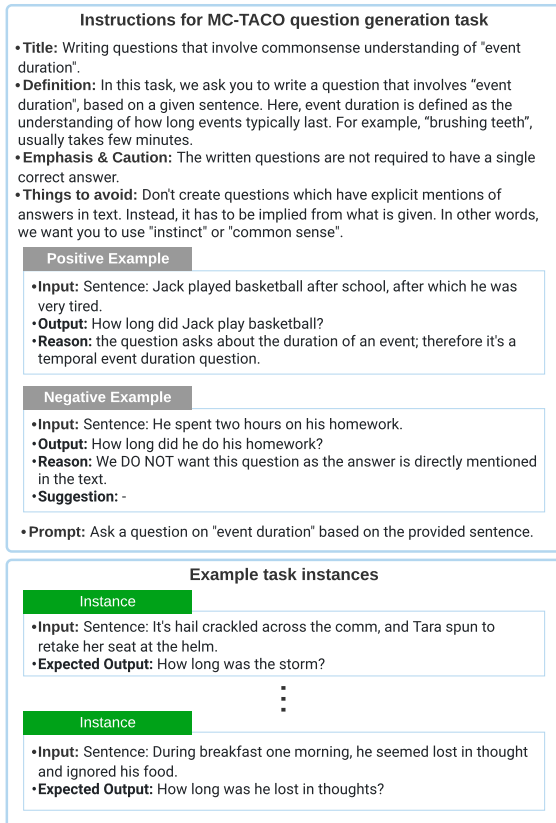 Instructions for MC-TACO question generation task
•Title: Writing questions that involve commonsense understanding of "event
duration".
•Definition: In this task, we ask you to write a question that involves “event
duration", based on a given sentence. Here, event duration is defined as the
understanding of how long events typically last. For example, “brushing teeth”,
usually takes few minutes.
•Emphasis & Caution: The written questions are not required to have a single
correct answer.
•Things to avoid: Don't create questions which have explicit mentions of
answers in text. Instead, it has to be implied from what is given. In other words,
we want you to use "instinct" or "common sense".
Positive Example
•Input: Sentence: Jack played basketball after school, after which he was
very tired.
•Output: How long did Jack play basketball?
•Reason: the question asks about the duration of an event; therefore it's a
temporal event duration question.
Negative Example
•Input: Sentence: He spent two hours on his homework.
•Output: How long did he do his homework?
•Reason: We DO NOT want this question as the answer is directly mentioned
in the text.
•Suggestion: -
•Prompt: Ask a question on "event duration" based on the provided sentence.
Example task instances
Instance
•Input: Sentence: It's hail crackled across the comm, and Tara spun to
retake her seat at the helm.
•Expected Output: How long was the storm?
Instance
•Input: Sentence: During breakfast one morning, he seemed lost in thought
and ignored his food.
•Expected Output: How long was he lost in thoughts?